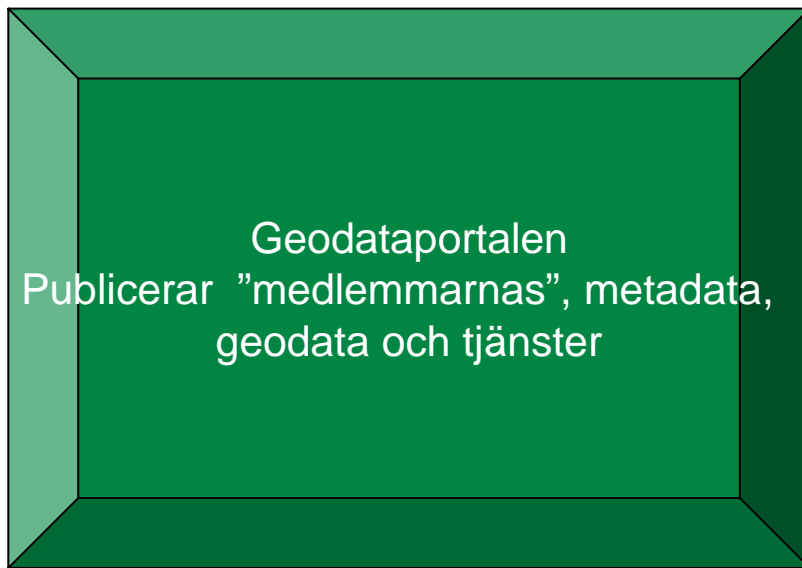 Geodataportalen
Publicerar ”medlemmarnas”, metadata,
geodata och tjänster